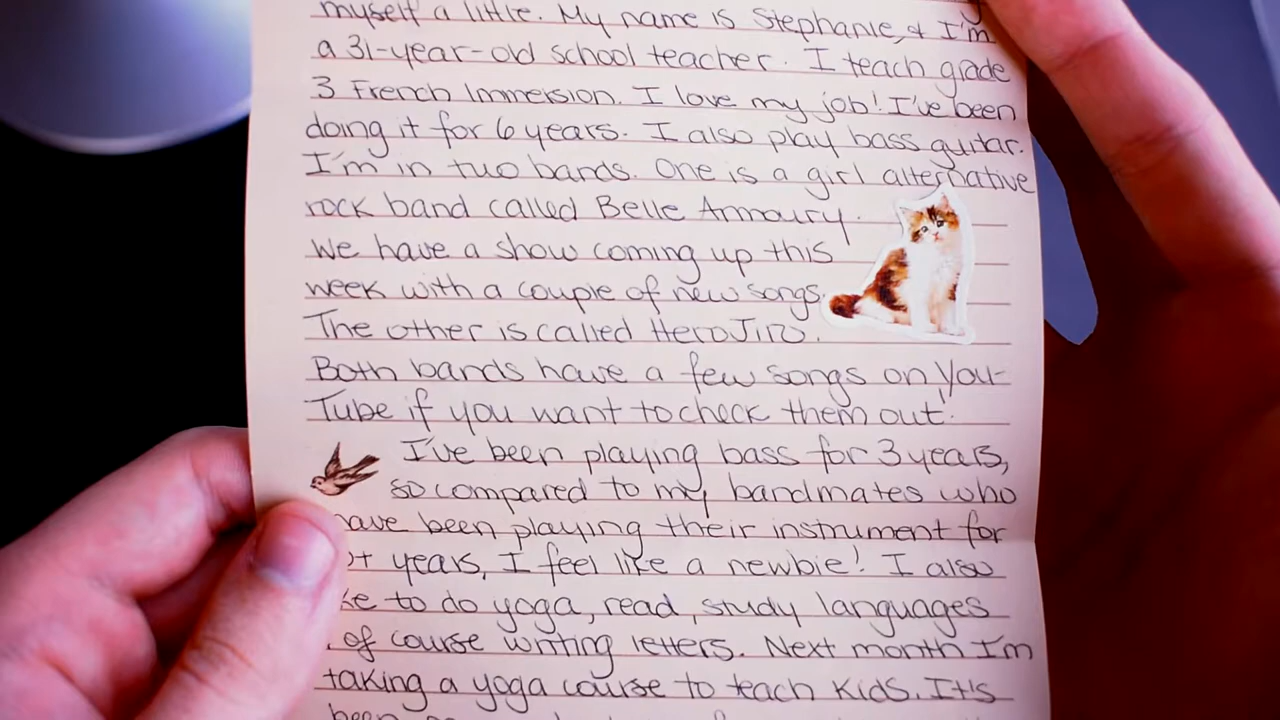 myself a little. My name is Stephanie, & I'm
a 31-year-old school teacher. I teach grade
3 French Immersion. I love my job! I've been
doing it for 6 years. I also play bass guitar.
I'm in two bands. One is a girl alternative
rock band called Belle Armoury.
We have a show coming up this
week with a couple of new songs.
The other is called HeroJiro.
Both bands have a few songs on You-
Tube if you want to check them out.
I've been playing bass for 3 years,
so compared to my bandmates who
have been playing their instrument for
years, I feel like a newbie! I also
to do yoga, read, study languages
of course writing letters. Next month I'm
taking a yoga course to teach kids. It's
been